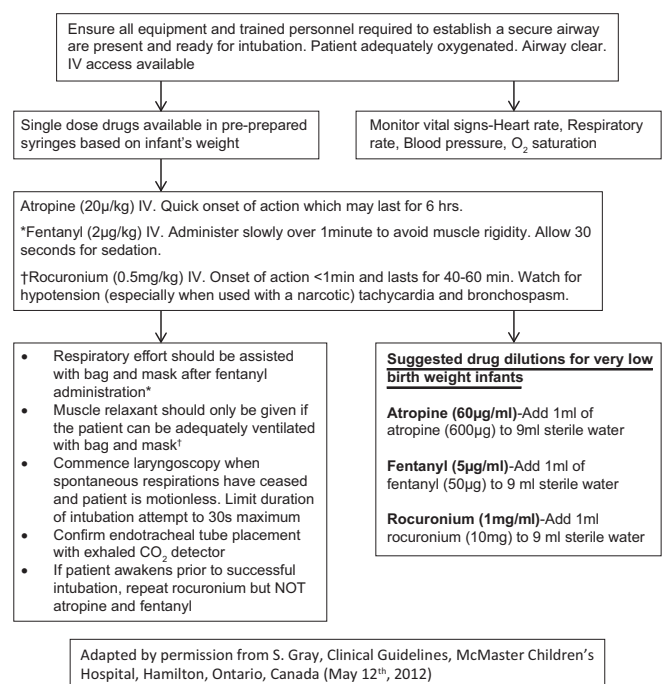 Ensure all equipment and trained personnel required to establish a secure airway
are present and ready for intubation. Patient adequately oxygenated. Airway clear.
IV access available
Single dose drugs available in pre-prepared
syringes based on infant's weight
Monitor vital signs-Heart rate, Respiratory
rate, Blood pressure, O₂ saturation
Atropine (20µ/kg) IV. Quick onset of action which may last for 6 hrs.
*Fentanyl (2µg/kg) IV. Administer slowly over 1minute to avoid muscle rigidity. Allow 30
seconds for sedation.
†Rocuronium (0.5mg/kg) IV. Onset of action <1min and lasts for 40-60 min. Watch for
hypotension (especially when used with a narcotic) tachycardia and bronchospasm.
• Respiratory effort should be assisted
with bag and mask after fentanyl
administration*
• Muscle relaxant should only be given if
the patient can be adequately ventilated
with bag and mask†
• Commence laryngoscopy when
spontaneous respirations have ceased
and patient is motionless. Limit duration
of intubation attempt to 30s maximum
• Confirm endotracheal tube placement
with exhaled CO₂ detector
• If patient awakens prior to successful
intubation, repeat rocuronium but NOT
atropine and fentanyl
Suggested drug dilutions for very low
birth weight infants
Atropine (60µg/ml)-Add 1ml of
atropine (600µg) to 9ml sterile water
Fentanyl (5µg/ml)-Add 1ml of
fentanyl (50µg) to 9 ml sterile water
Rocuronium (1mg/ml)-Add 1ml
rocuronium (10mg) to 9 ml sterile water
Adapted by permission from S. Gray, Clinical Guidelines, McMaster Children's
Hospital, Hamilton, Ontario, Canada (May 12th, 2012)